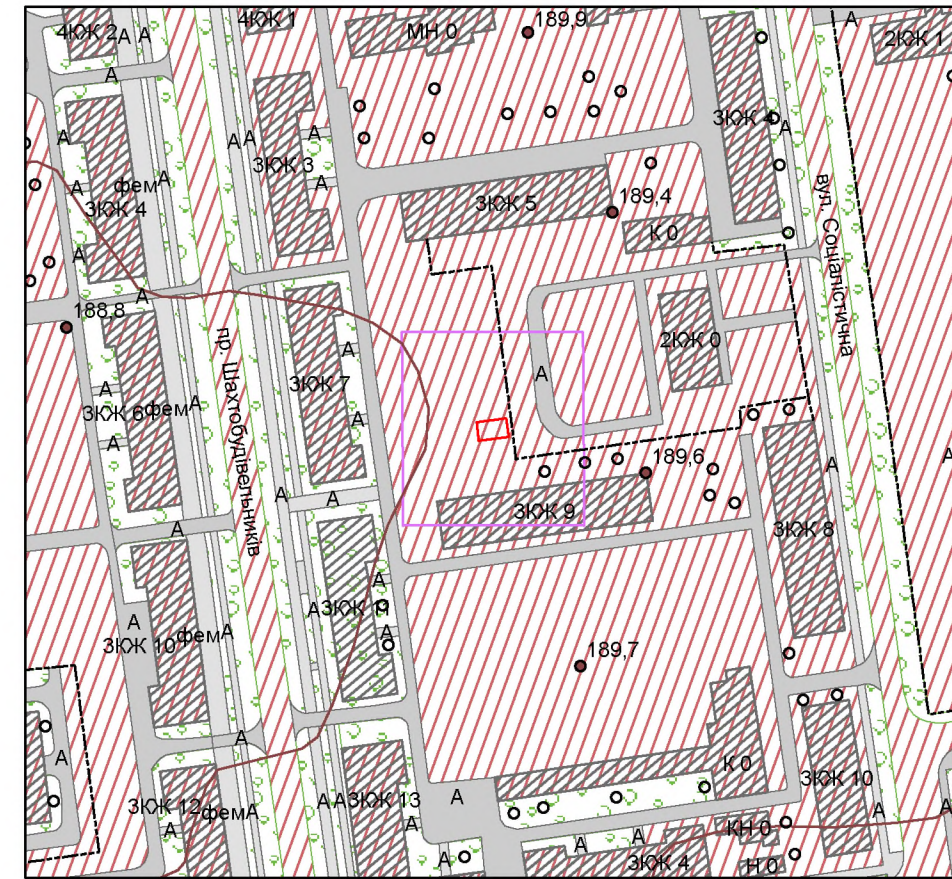 4КЖ 2
А А
4КЖ 1
МН 0
189,9
А
2КЖ 1
А
А
А А
3КЖ 3
А
А
3КЖ 4
А
фем А
А
3КЖ 4
3КЖ 5
189,4
К 0
вул. Соціалістична
А
А
188,8
пр. Шахтобудівельників
А
2КЖ 0
А
3КЖ 7
А
3КЖ 6
фем А
А
А
189,6
А
А
А
А
3КЖ 9
3КЖ 8
А
А
3КЖ 11
А
А
3КЖ 10
фем А
189,7
А
А
К 0
3КЖ 10
3КЖ 12
фем А
А
А А
3КЖ 13
А
А
А
А
КН 0
А
А
А
А
3КЖ 4
Н 0